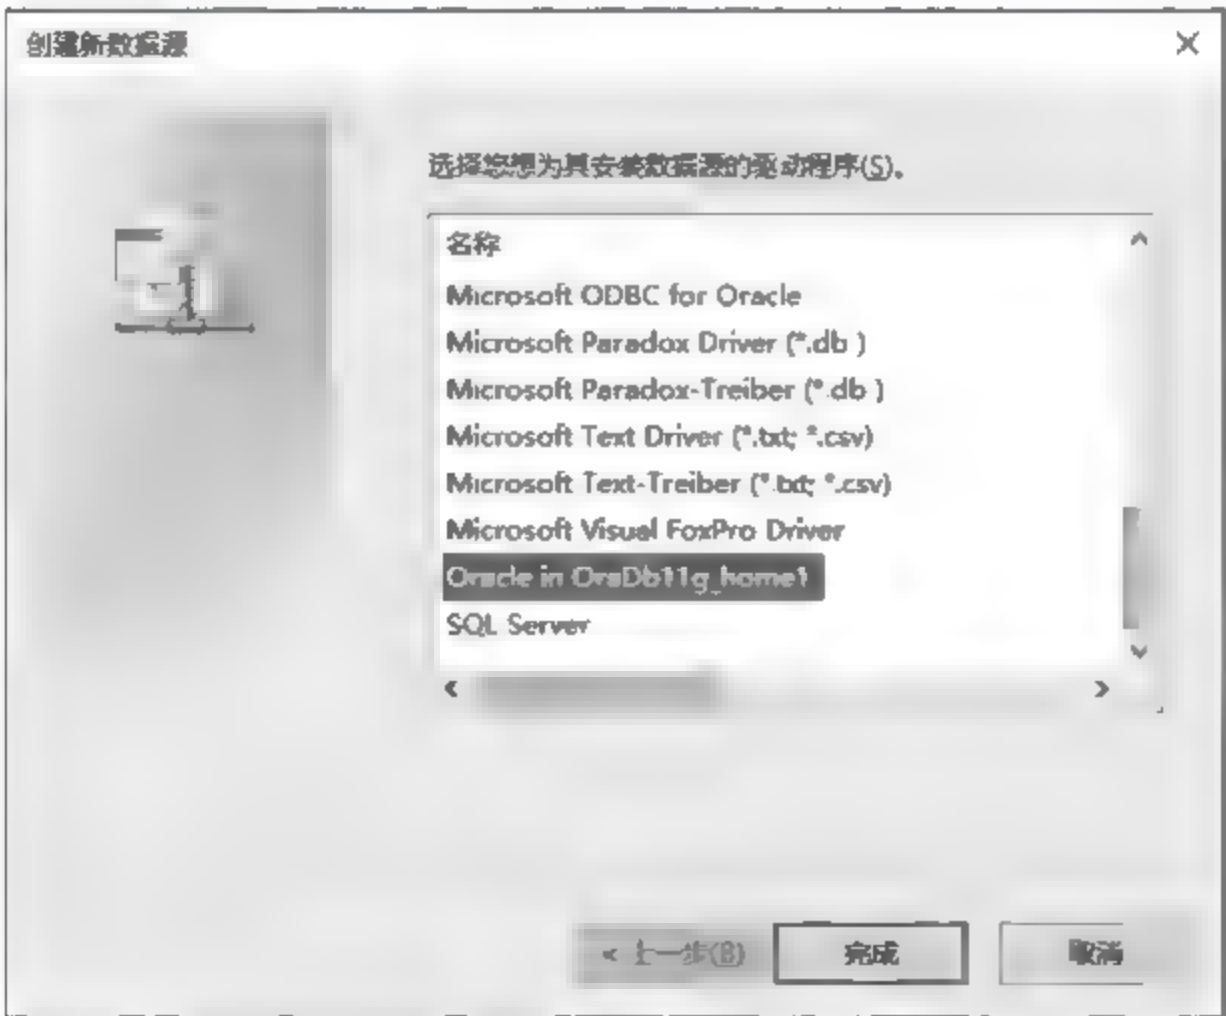 创建新数据源
选择您想为其安装数据源的驱动程序(S)。
名称
Microsoft ODBC for Oracle
Microsoft Paradox Driver (*.db )
Microsoft Paradox-Treiber (*.db )
Microsoft Text Driver (*.txt; *.csv)
Microsoft Text-Treiber (*.txt; *.csv)
Microsoft Visual FoxPro Driver
Oracle in OraDb11g_home1
SQL Server
< 上一步(B)
完成
取消